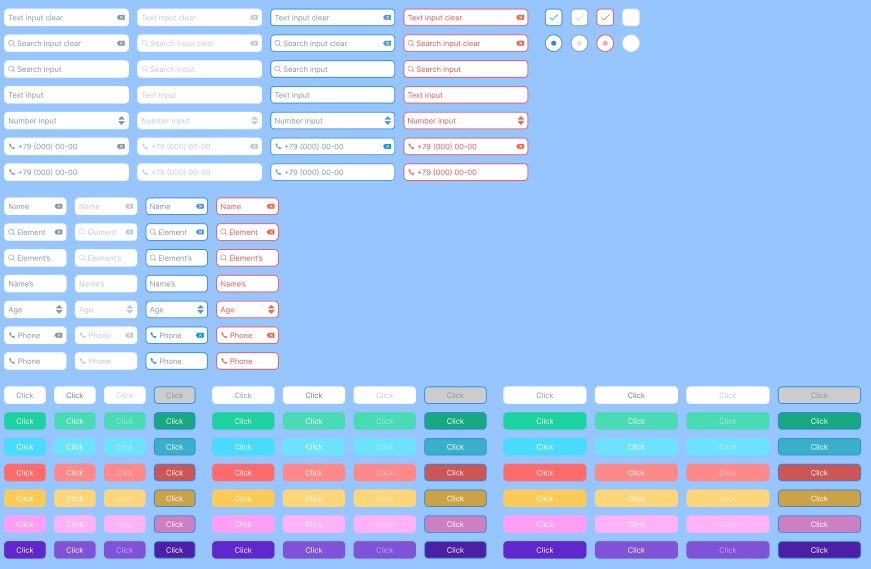 Text input clear Text input clear Text input clear Text input clear
Search input clear Search input clear Search input clear Search input clear
Search input Search input Search input Search input
Text input Text input Text input Text input
Number input Number input Number input Number input
+79 (000) 00-00 +79 (000) 00-00 +79 (000) 00-00 +79 (000) 00-00
+79 (000) 00-00 +79 (000) 00-00 +79 (000) 00-00 +79 (000) 00-00
Name Name Name Name
Element Element Element Element
Element's Element's Element's Element's
Name's Name's Name's Name's
Age Age Age Age
Phone Phone Phone Phone
Phone Phone Phone Phone
Click Click Click Click Click Click Click Click Click Click Click Click
Click Click Click Click Click Click Click Click Click Click Click Click
Click Click Click Click Click Click Click Click Click Click Click Click
Click Click Click Click Click Click Click Click Click Click Click Click
Click Click Click Click Click Click Click Click Click Click Click Click
Click Click Click Click Click Click Click Click Click Click Click Click
Click Click Click Click Click Click Click Click Click Click Click Click